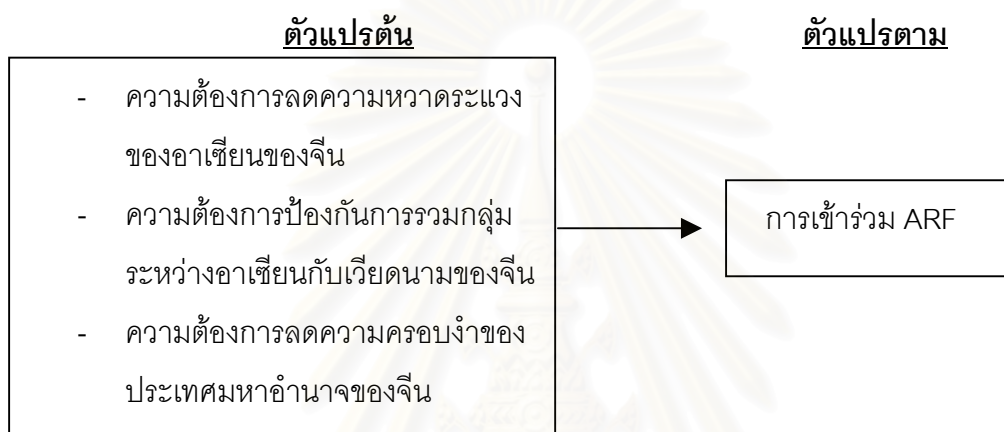 ตัวแปรต้น ตัวแปรตาม
- ความต้องการลดความหวาดระแวง
ของอาเซียนของจีน
- ความต้องการป้องกันการรวมกลุ่ม
ระหว่างอาเซียนกับเวียดนามของจีน
- ความต้องการลดความครอบงำของ
ประเทศมหาอำนาจของจีน
การเข้าร่วม ARF